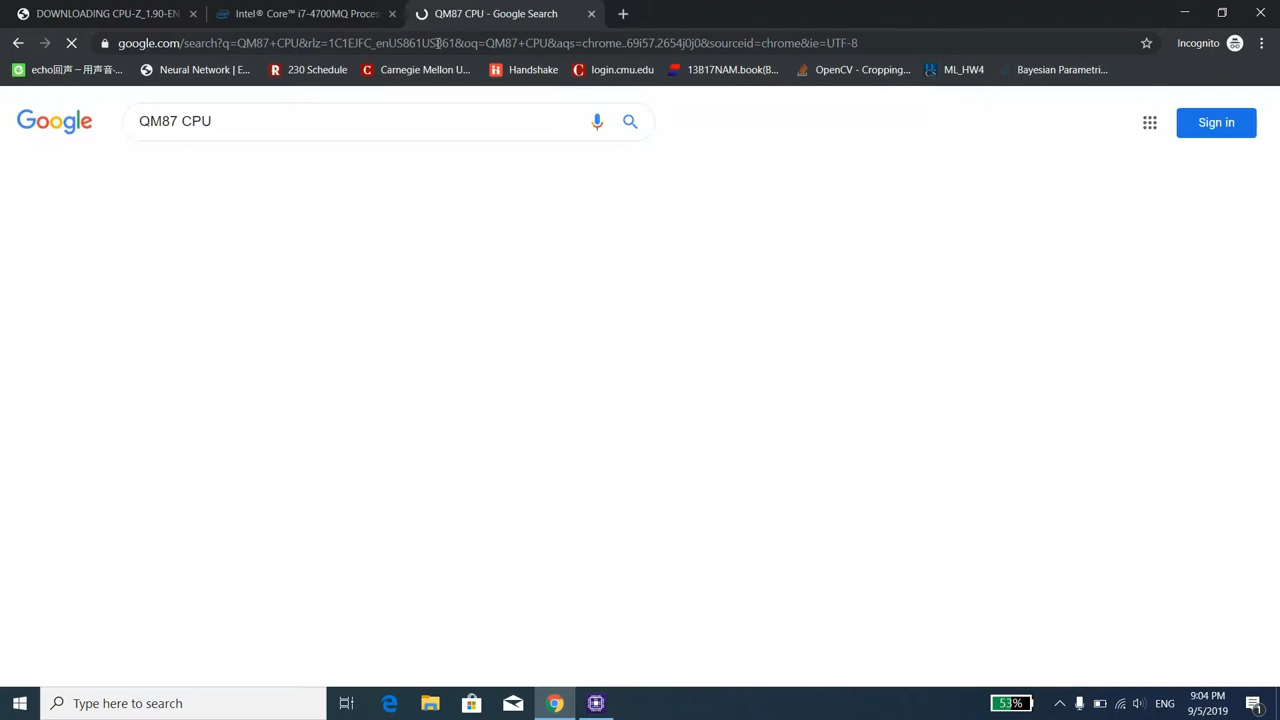 DOWNLOADING CPU-Z_1.90-EN
Intel® Core™ i7-4700MQ Proces
QM87 CPU - Google Search
google.com/search?q=QM87+CPU&rlz=1C1EJFC_enUS861US861&oq=QM87+CPU&aqs=chrome..69i57.2654j0j0&sourceid=chrome&ie=UTF-8
Incognito
echo回声－用声音·...
Neural Network | E...
230 Schedule
Carnegie Mellon U...
Handshake
login.cmu.edu
13B17NAM.book(B...
OpenCV - Cropping,...
ML_HW4
Bayesian Parametri...
Google
QM87 CPU
Sign in
Type here to search
53%
ENG
9:04 PM
9/5/2019
1